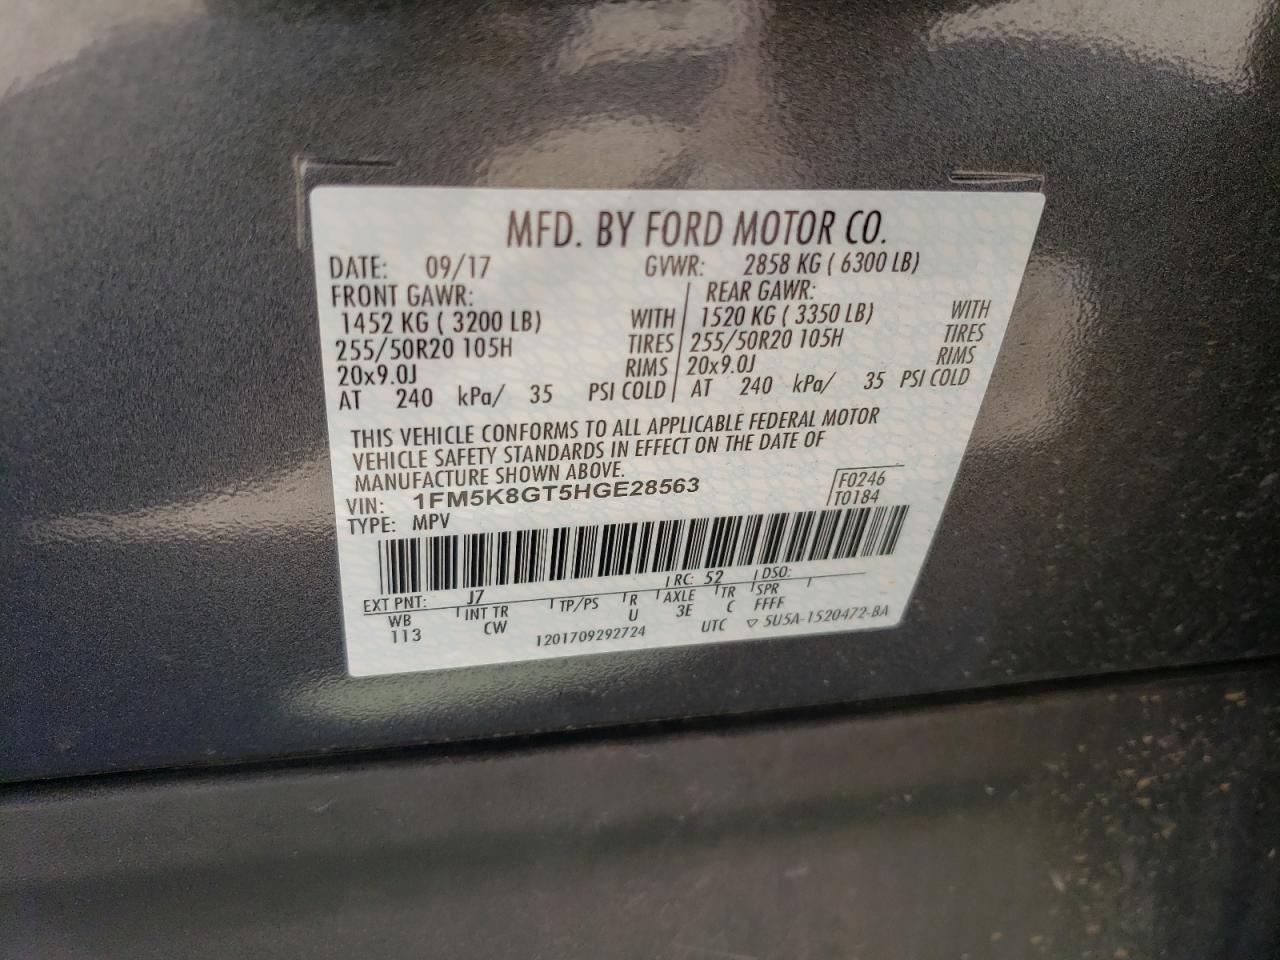 MFD. BY FORD MOTOR CO.
DATE: 09/17 GVWR: 2858 KG ( 6300 LB)
FRONT GAWR: REAR GAWR:
1452 KG ( 3200 LB) WITH 1520 KG ( 3350 LB) WITH
255/50R20 105H TIRES 255/50R20 105H TIRES
20x9.0J RIMS 20x9.0J RIMS
AT 240 kPa/ 35 PSI COLD AT 240 kPa/ 35 PSI COLD
THIS VEHICLE CONFORMS TO ALL APPLICABLE FEDERAL MOTOR
VEHICLE SAFETY STANDARDS IN EFFECT ON THE DATE OF
MANUFACTURE SHOWN ABOVE.
VIN: 1FM5K8GT5HGE28563 F0246
TYPE: MPV T0184
EXT PNT: J7 RC: 52 DSO:
WB INT TR TP/PS R AXLE TR SPR
113 CW U 3E C FFFF
1201709292724 UTC ▽ 5U5A-1520472-BA